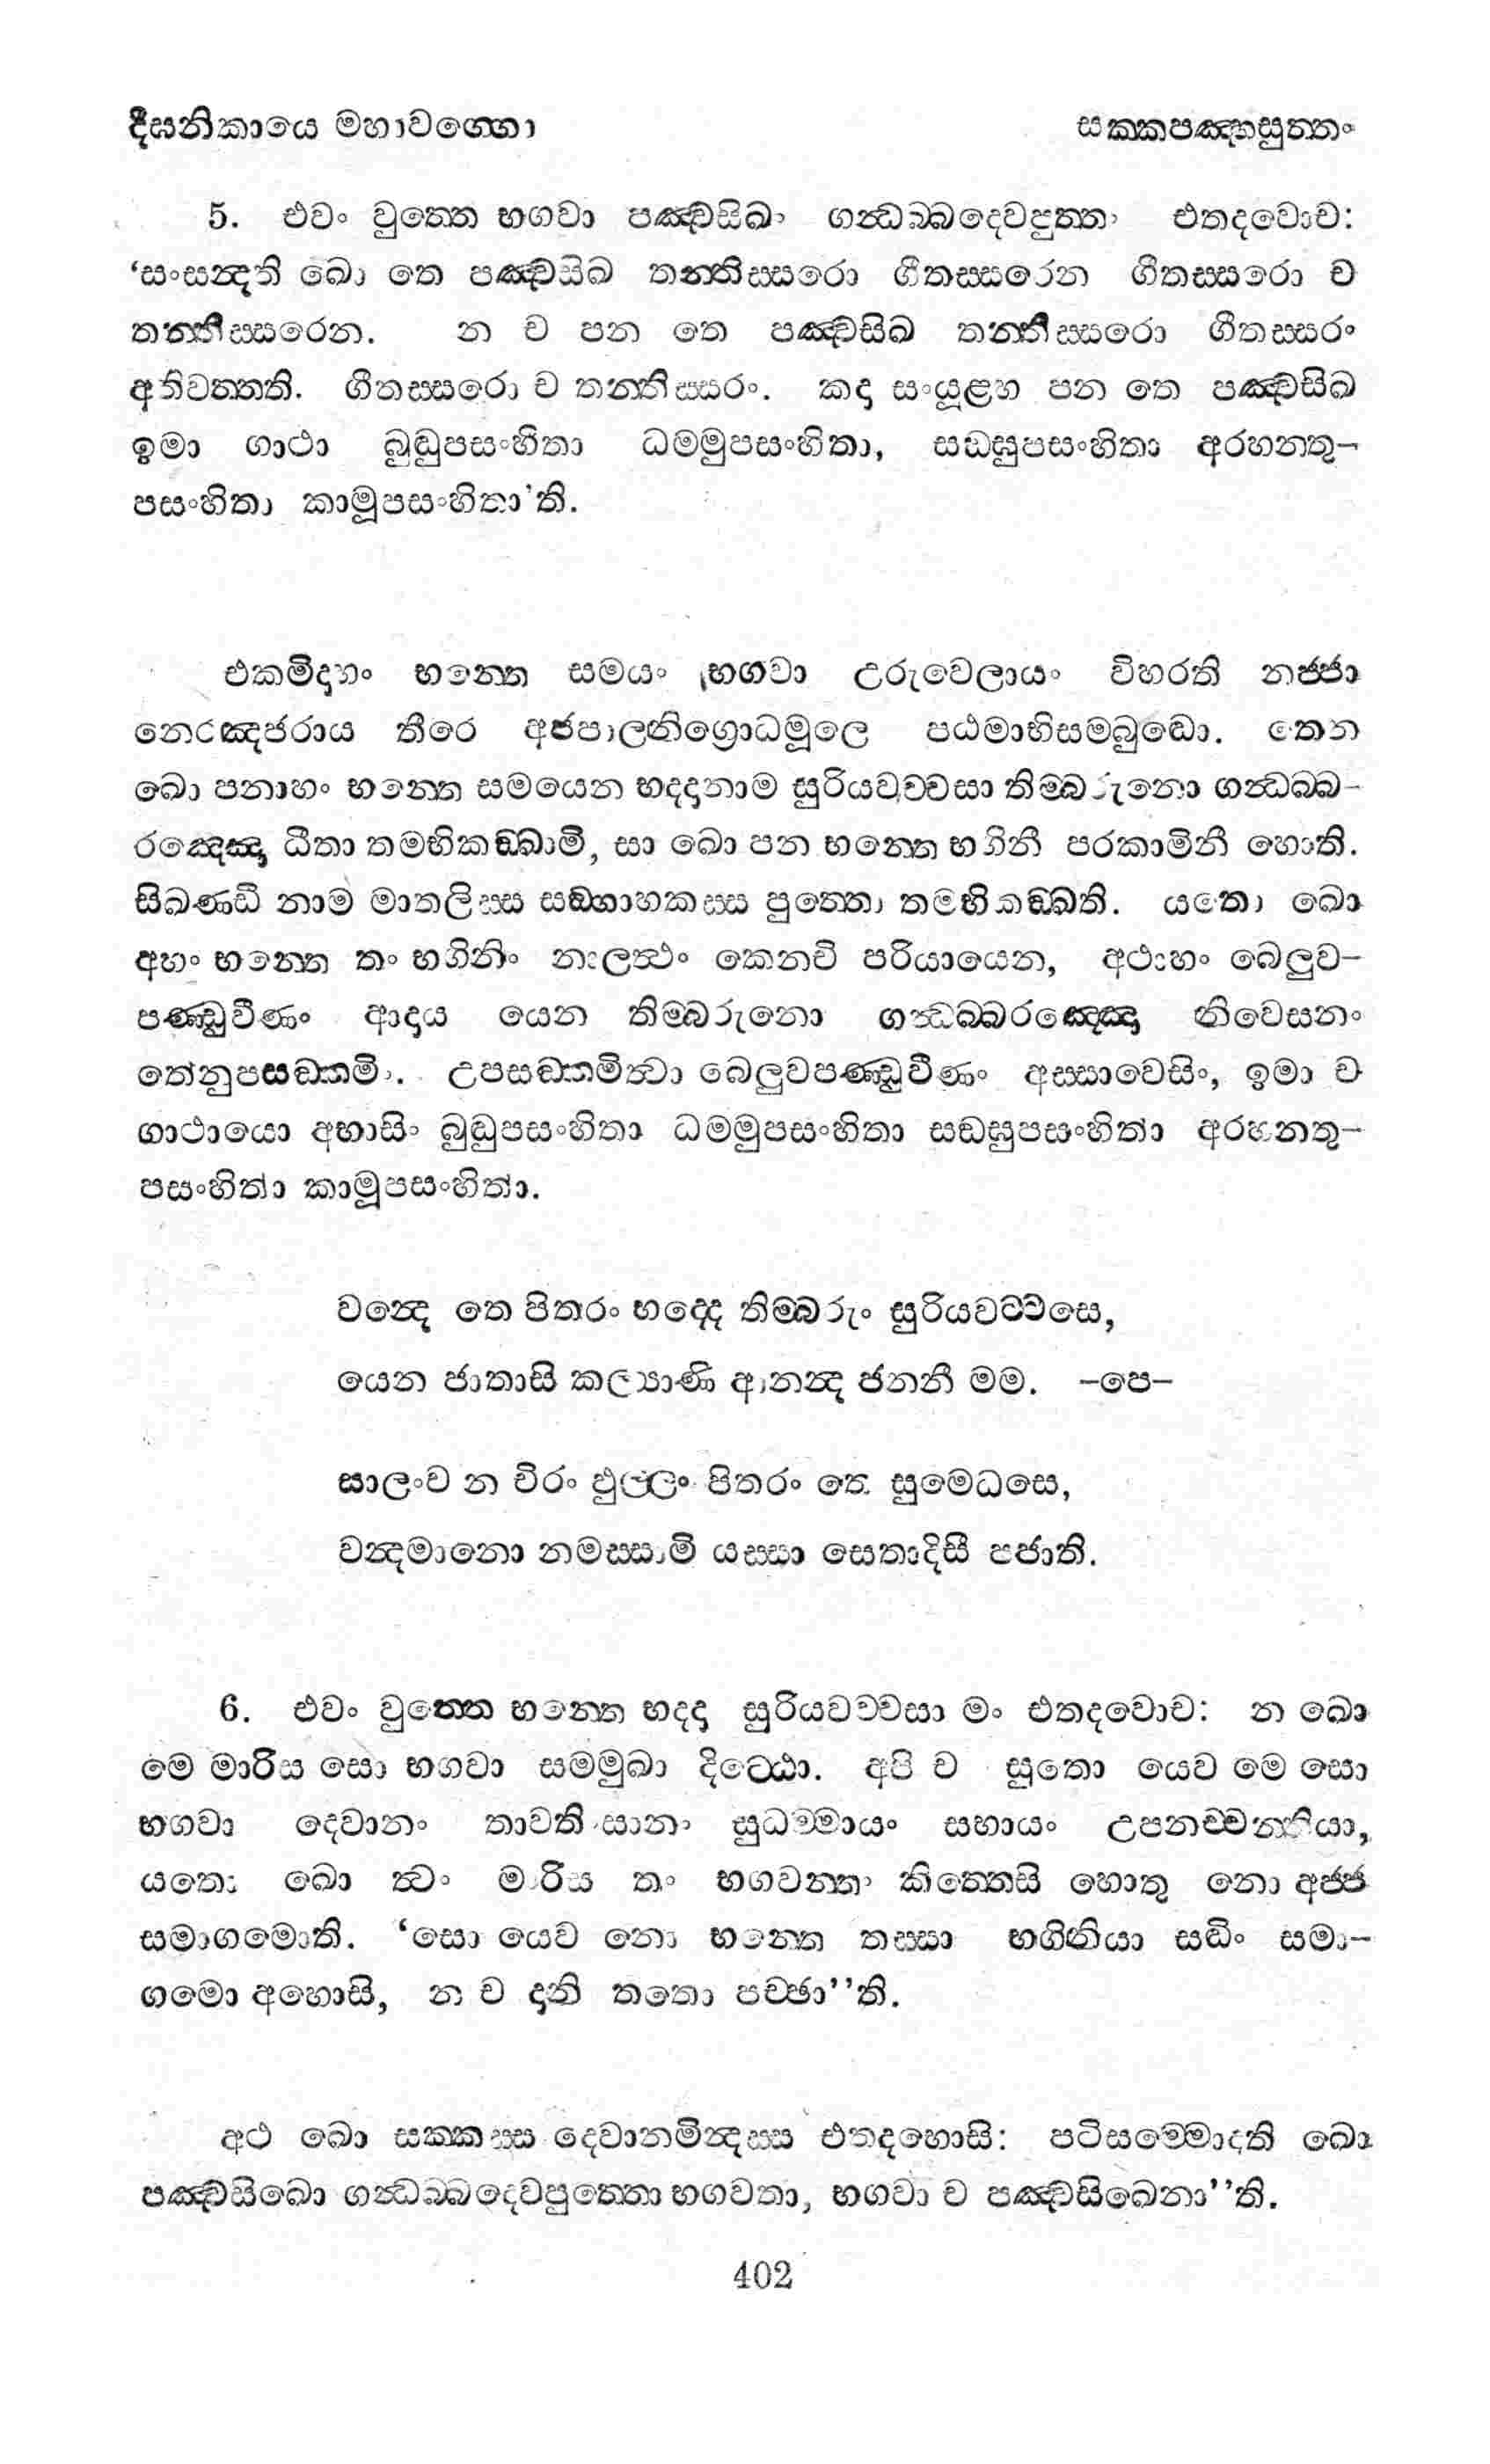 දීඝනිකායෙ මහාවග්ගො සක්කපඤ්හසුත්තං
5. එවං වුත්තෙ භගවා පඤ්චසිඛං ගන්ධබ්බදෙවපුත්තං එතදවොච:
‘සංසන්දති ඛො තෙ පඤ්චසිඛ තන්තිස්සරො ගීතස්සරෙන ගීතස්සරො ච
තන්තීස්සරෙන. න ච පන තෙ පඤ්චසිඛ තන්තීස්සරො ගීතස්සරං
අතිවත්තති. ගීතස්සරො ච තන්තිස්සරං. කදා සංයූළ්හ පන තෙ පඤ්චසිඛ
ඉමා ගාථා බුද්ධුපසංහිතා ධම්මුපසංහිතා, සඞ්ඝුපසංහිතා අරහන්තු-
පසංහිතා කාමූපසංහිතා’ති.
එකමිදාහං භන්තෙ සමයං භගවා උරුවෙලායං විහරති නජ්ජා
නෙරඤ්ජරාය තීරෙ අජපාලනිග්‍රොධමූලෙ පඨමාභිසම්බුද්ධො. තෙන
ඛො පනාහං භන්තෙ සමයෙන භද්දානාම සුරියවච්චසා තිම්බරුනො ගන්ධබ්බ-
රඤ්ඤො ධීතා තමභිකඞ්ඛාමි, සා ඛො පන භන්තෙ භගිනී පරකාමිනී හොති.
සිඛණ්ඩි නාම මාතලිස්ස සඞ්ගාහකස්ස පුත්තො තමභිකඞ්ඛති. යතො ඛො
අහං භන්තෙ තං භගිනිං නාලත්ථං කෙනචි පරියායෙන, අථාහං බෙලුව-
පණ්ඩුවීණං ආදාය යෙන තිම්බරුනො ගන්ධබ්බරඤ්ඤො නිවෙසනං
තේනුපසඞ්කමිං. උපසඞ්කමිත්වා බෙලුවපණ්ඩුවීණං අස්සාවෙසිං, ඉමා ච
ගාථායො අභාසිං බුද්ධුපසංහිතා ධම්මුපසංහිතා සඞ්ඝුපසංහිතා අරහන්තු-
පසංහිතා කාමූපසංහිතා.
වන්දෙ තෙ පිතරං භද්දෙ තිම්බරුං සුරියවච්චසෙ,
යෙන ජාතාසි කල්‍යාණි ආනන්ද ජනනී මම. -පෙ-
සාලංව න චිරං ඵුල්ලං පිතරං තෙ සුමෙධසෙ,
වන්දමානො නමස්සාමි යස්සා සෙතාදිසී පජාති.
6. එවං වුත්තෙ භන්තෙ භද්දා සුරියවච්චසා මං එතදවොච: න ඛො
මෙ මාරිස සො භගවා සම්මුඛා දිට්ඨො. අපි ච සුතො යෙව මෙ සො
භගවා දෙවානං තාවතිංසානං සුධම්මායං සභායං උපනච්චන්තියා,
යතො ඛො ත්වං මාරිස තං භගවන්තං කිත්තෙසි හොතු නො අජ්ජ
සමාගමොති. ‘සො යෙව නො භන්තෙ තස්සා භගිනියා සද්ධිං සමා-
ගමො අහොසි, න ච දානි තතො පච්ඡා’’ති.
අථ ඛො සක්කස්ස දෙවානමින්දස්ස එතදහොසි: පටිසම්මොදති ඛො
පඤ්චසිඛො ගන්ධබ්බදෙවපුත්තො භගවතා, භගවා ච පඤ්චසිඛෙනා’’ති.
402